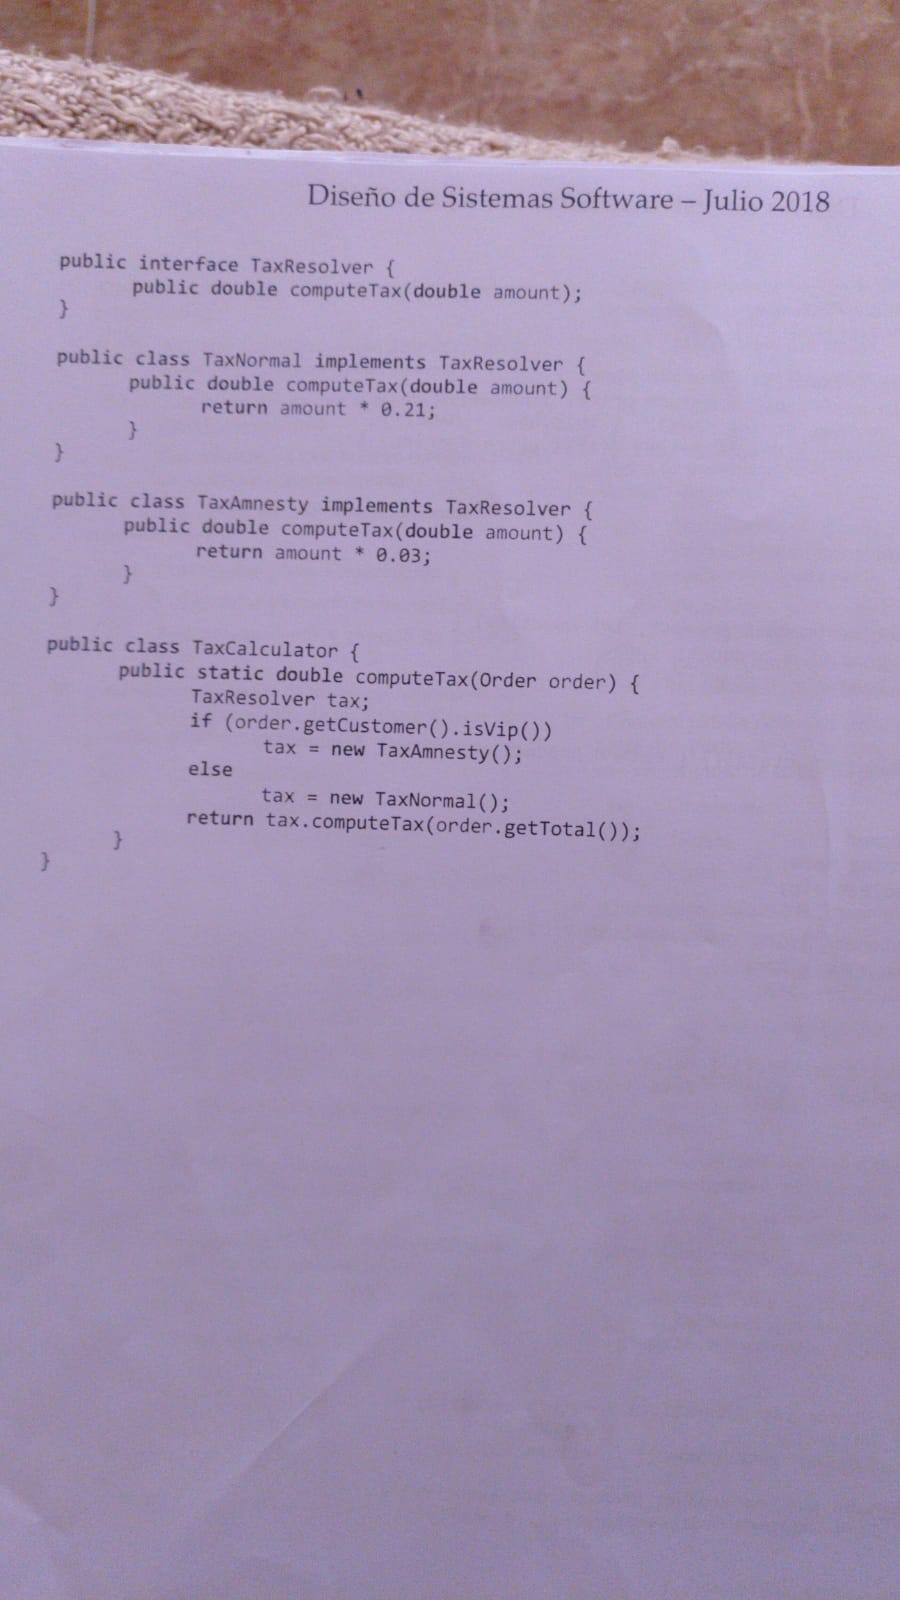 Diseño de Sistemas Software – Julio 2018
public interface TaxResolver {
public double computeTax(double amount);
}
public class TaxNormal implements TaxResolver {
public double computeTax(double amount) {
return amount * 0.21;
}
}
public class TaxAmnesty implements TaxResolver {
public double computeTax(double amount) {
return amount * 0.03;
}
}
public class TaxCalculator {
public static double computeTax(Order order) {
TaxResolver tax;
if (order.getCustomer().isVip())
tax = new TaxAmnesty();
else
tax = new TaxNormal();
return tax.computeTax(order.getTotal());
}
}